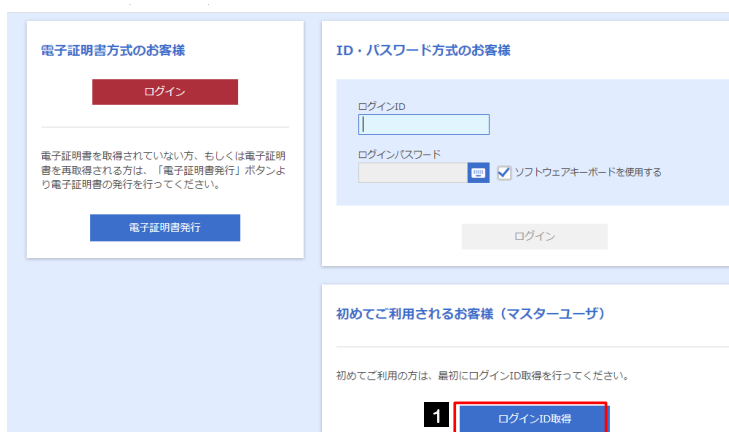 電子証明書方式のお客様
ログイン
電子証明書を取得されていない方、もしくは電子証明
書を再取得される方は、「電子証明書発行」ボタンよ
り電子証明書の発行を行ってください。
電子証明書発行
ID・パスワード方式のお客様
ログインID
ログインパスワード
ソフトウェアキーボードを使用する
ログイン
初めてご利用されるお客様（マスターユーザ）
初めてご利用の方は、最初にログインID取得を行ってください。
1
ログインID取得